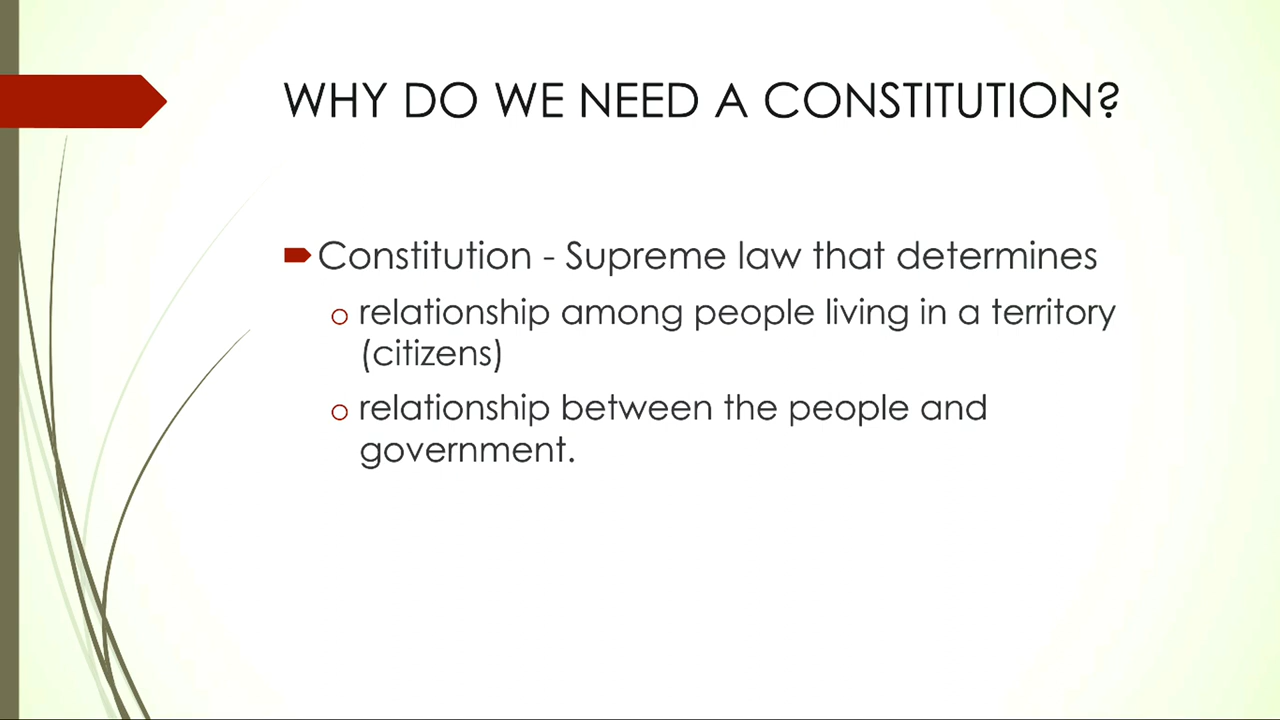 WHY DO WE NEED A CONSTITUTION?
Constitution - Supreme law that determines
relationship among people living in a territory
(citizens)
relationship between the people and
government.